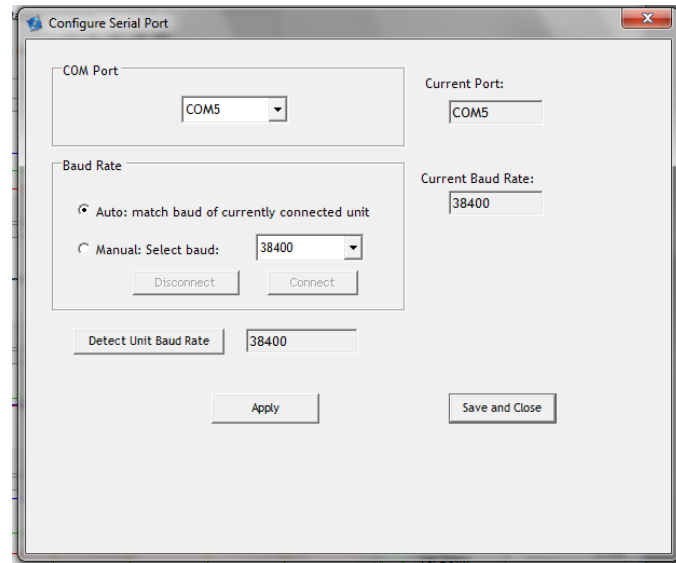 Configure Serial Port
COM Port
COM5
Current Port:
COM5
Baud Rate
Auto: match baud of currently connected unit
Manual: Select baud:
38400
Disconnect
Connect
Current Baud Rate:
38400
Detect Unit Baud Rate
38400
Apply
Save and Close